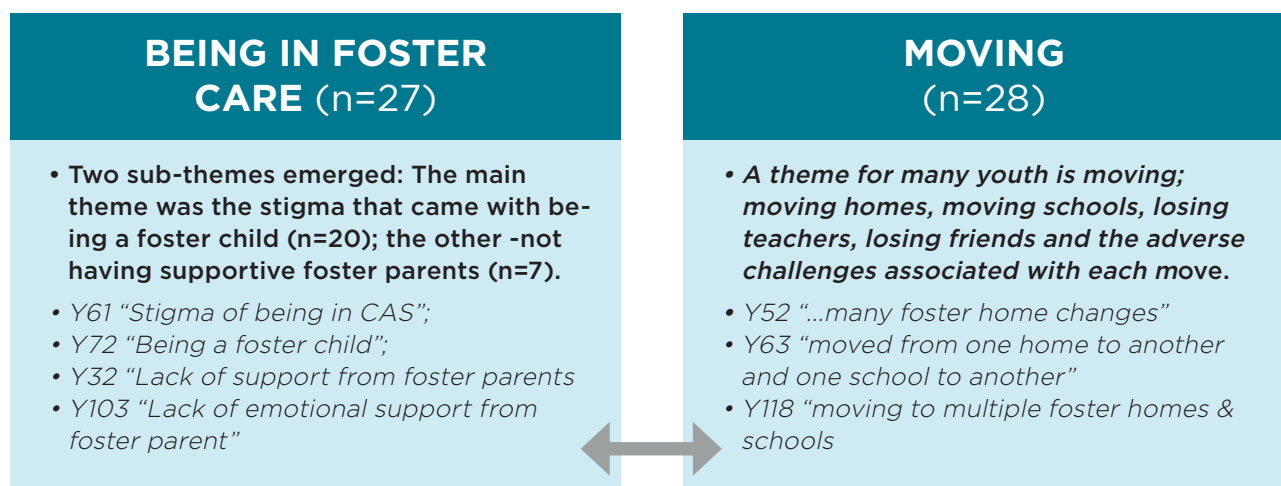 BEING IN FOSTER
CARE (n=27)
• Two sub-themes emerged: The main
theme was the stigma that came with be-
ing a foster child (n=20); the other -not
having supportive foster parents (n=7).
• Y61 “Stigma of being in CAS”;
• Y72 “Being a foster child”;
• Y32 “Lack of support from foster parents
• Y103 “Lack of emotional support from
foster parent”
MOVING
(n=28)
• A theme for many youth is moving;
moving homes, moving schools, losing
teachers, losing friends and the adverse
challenges associated with each move.
• Y52 “...many foster home changes”
• Y63 “moved from one home to another
and one school to another”
• Y118 “moving to multiple foster homes &
schools